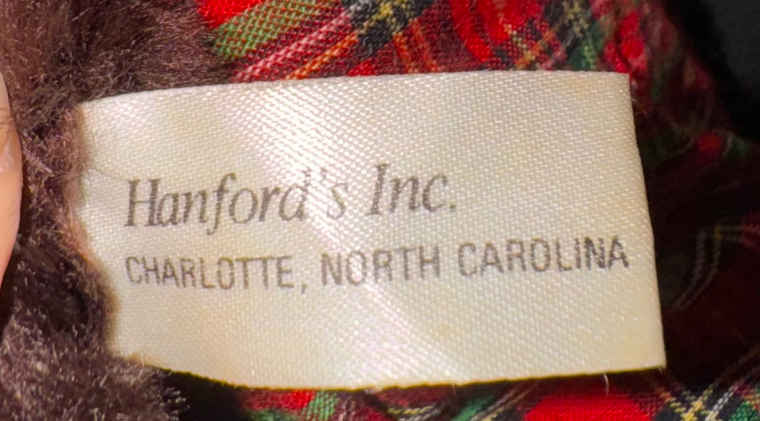 Hanford's Inc.
CHARLOTTE, NORTH CAROLINA